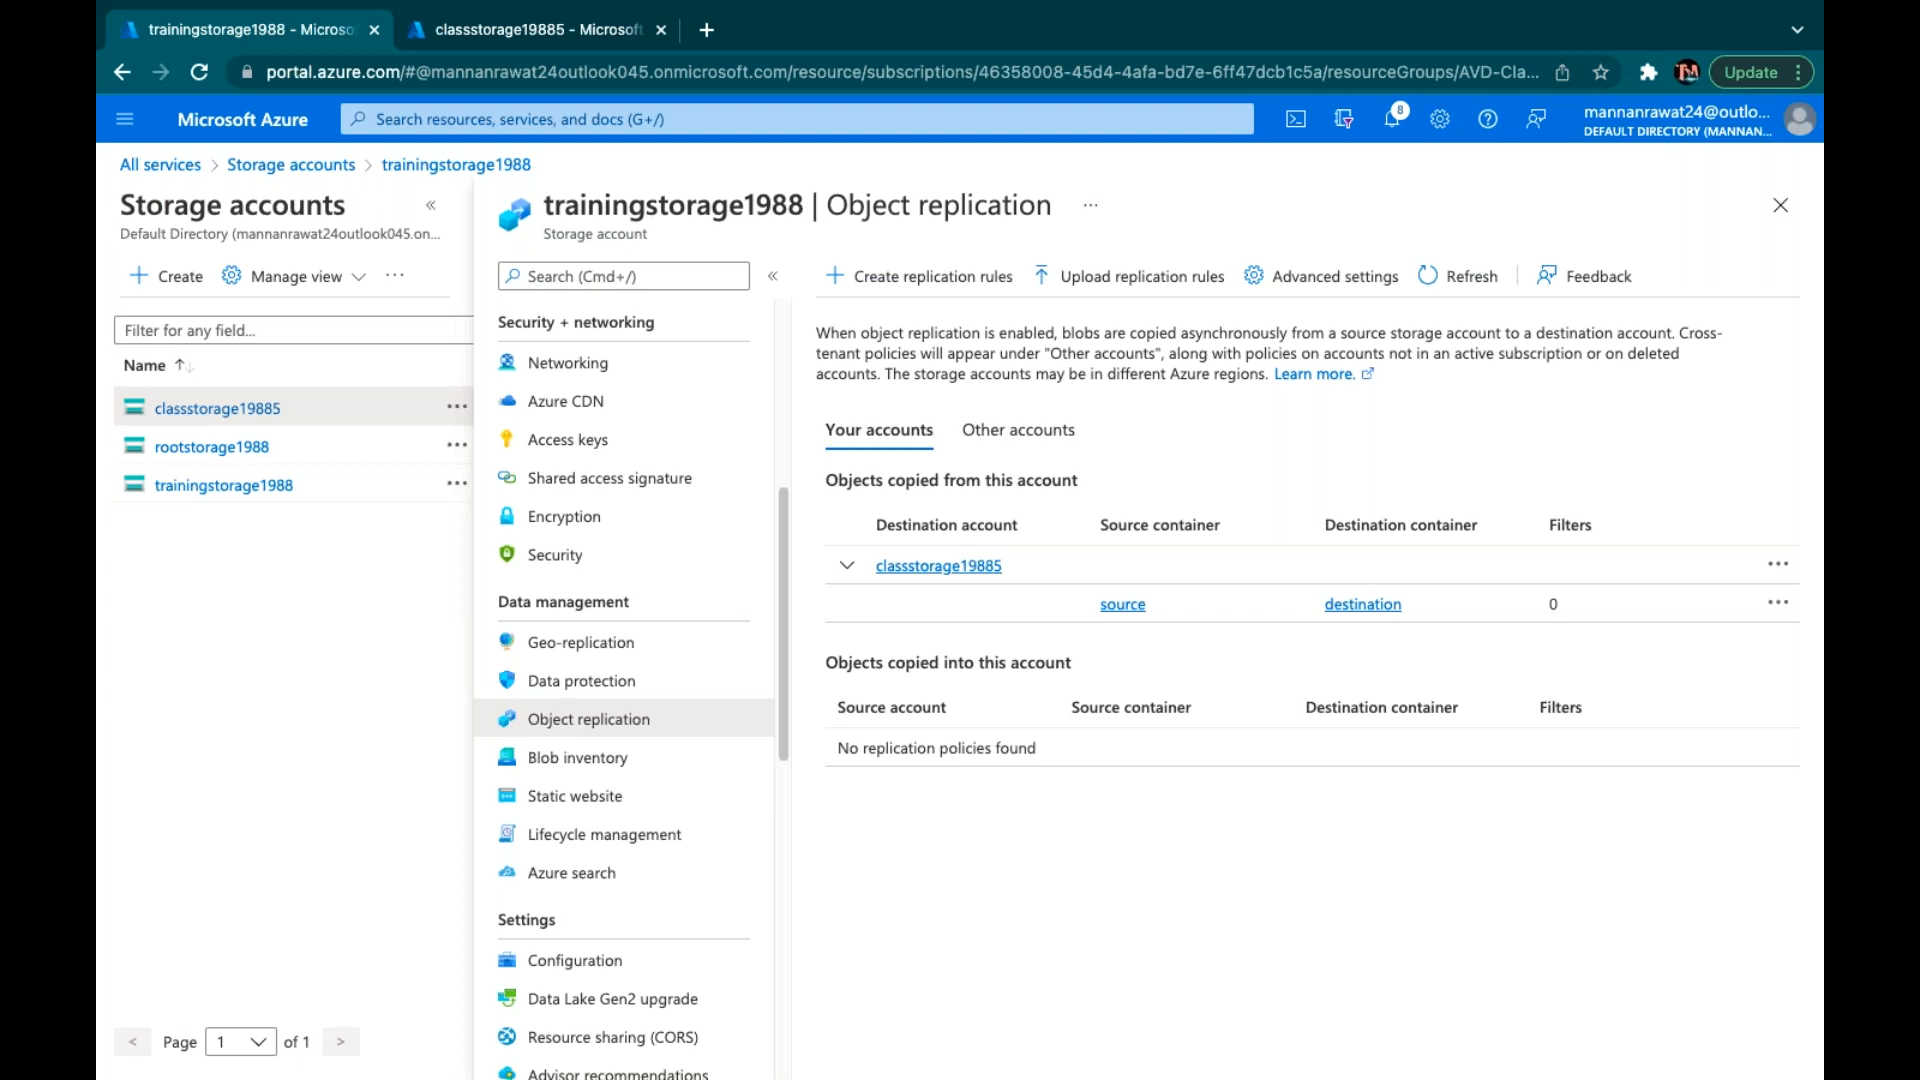 trainingstorage1988 - Microso
classstorage19885 - Microsoft
portal.azure.com/#@mannanrawat24outlook045.onmicrosoft.com/resource/subscriptions/46358008-45d4-4afa-bd7e-6ff47dcb1c5a/resourceGroups/AVD-Cla...
Update
Microsoft Azure
Search resources, services, and docs (G+/)
8
mannanrawat24@outlo...
DEFAULT DIRECTORY (MANNAN...
All services > Storage accounts > trainingstorage1988
Storage accounts
Default Directory (mannanrawat24outlook045.on...
Create
Manage view
Filter for any field...
Name
classstorage19885
rootstorage1988
trainingstorage1988
Page 1 of 1
trainingstorage1988 | Object replication
Storage account
Search (Cmd+/)
Security + networking
Networking
Azure CDN
Access keys
Shared access signature
Encryption
Security
Data management
Geo-replication
Data protection
Object replication
Blob inventory
Static website
Lifecycle management
Azure search
Settings
Configuration
Data Lake Gen2 upgrade
Resource sharing (CORS)
Advisor recommendations
Create replication rules
Upload replication rules
Advanced settings
Refresh
Feedback
When object replication is enabled, blobs are copied asynchronously from a source storage account to a destination account. Cross-
tenant policies will appear under "Other accounts", along with policies on accounts not in an active subscription or on deleted
accounts. The storage accounts may be in different Azure regions. Learn more.
Your accounts
Other accounts
Objects copied from this account
Destination account Source container Destination container Filters
classstorage19885
source destination 0
Objects copied into this account
Source account Source container Destination container Filters
No replication policies found